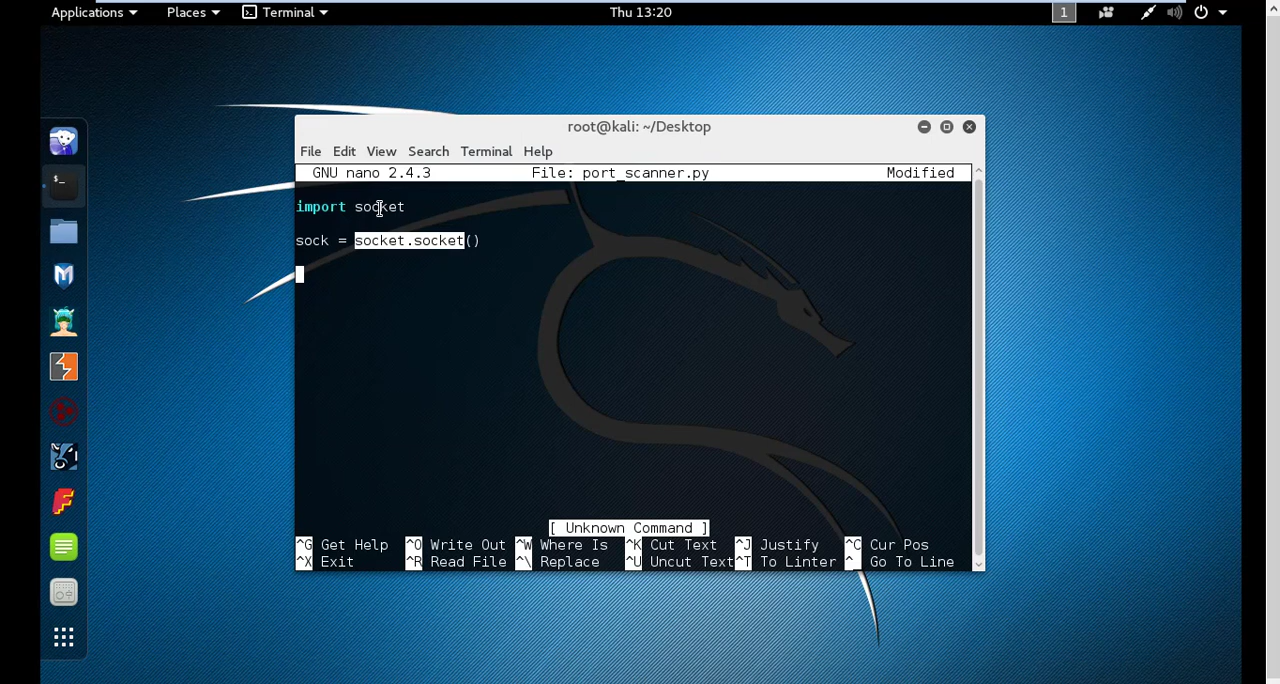 Applications Places Terminal Thu 13:20 1
root@kali: ~/Desktop
File Edit View Search Terminal Help
GNU nano 2.4.3 File: port_scanner.py Modified
import socket
sock = socket.socket()
[ Unknown Command ]
^G Get Help ^O Write Out ^W Where Is ^K Cut Text ^J Justify ^C Cur Pos
^X Exit ^R Read File ^\ Replace ^U Uncut Text ^T To Linter ^_ Go To Line